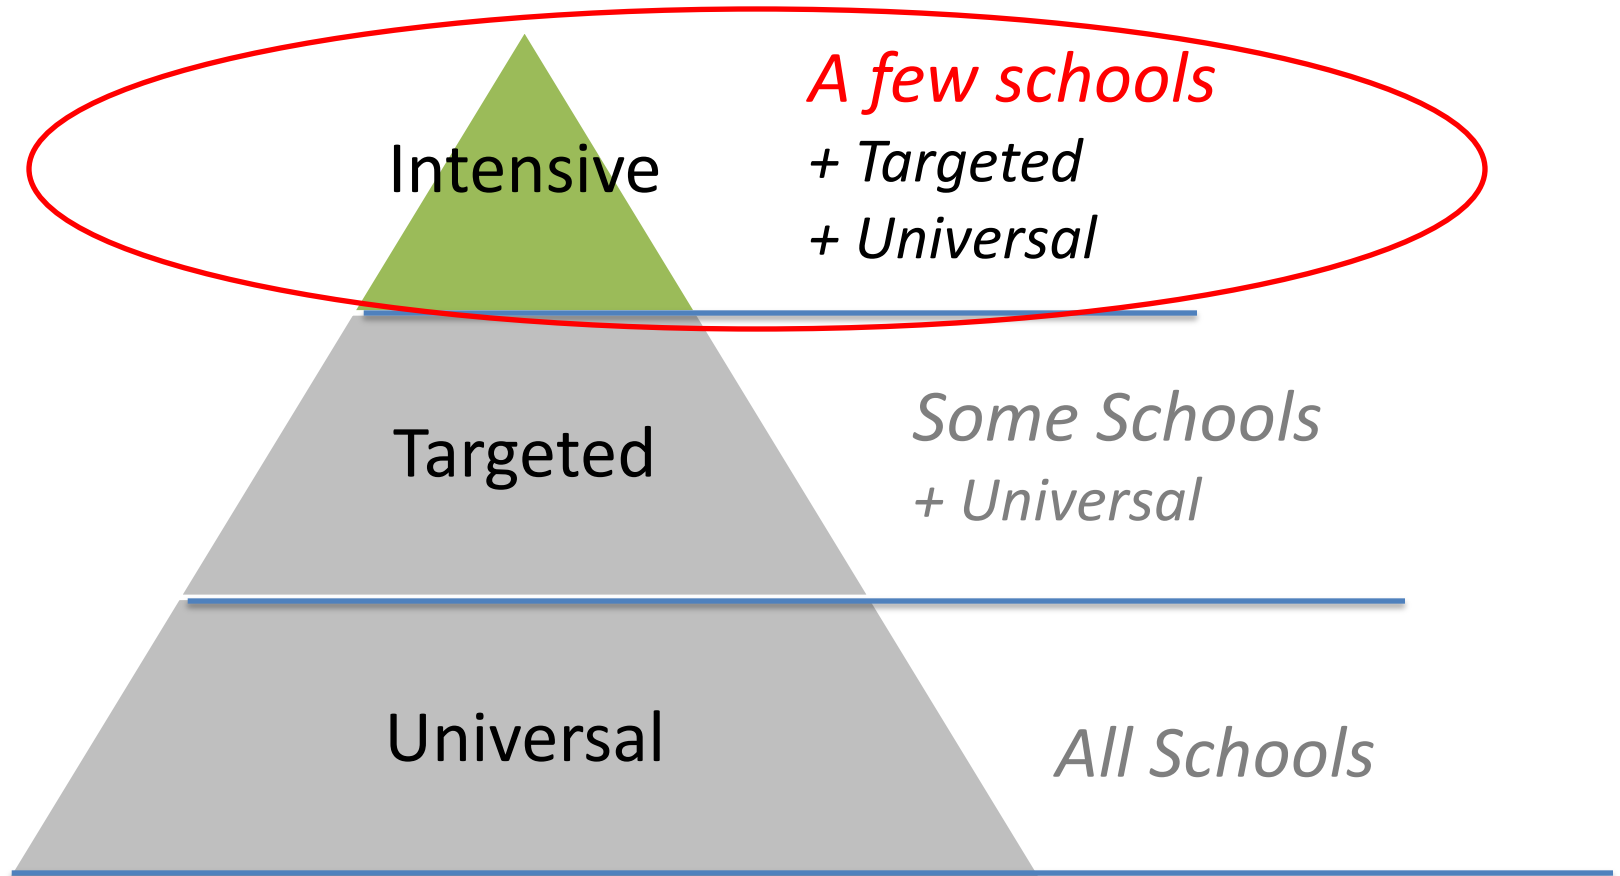 Intensive
A few schools
+ Targeted
+ Universal
Targeted
Some Schools
+ Universal
Universal
All Schools